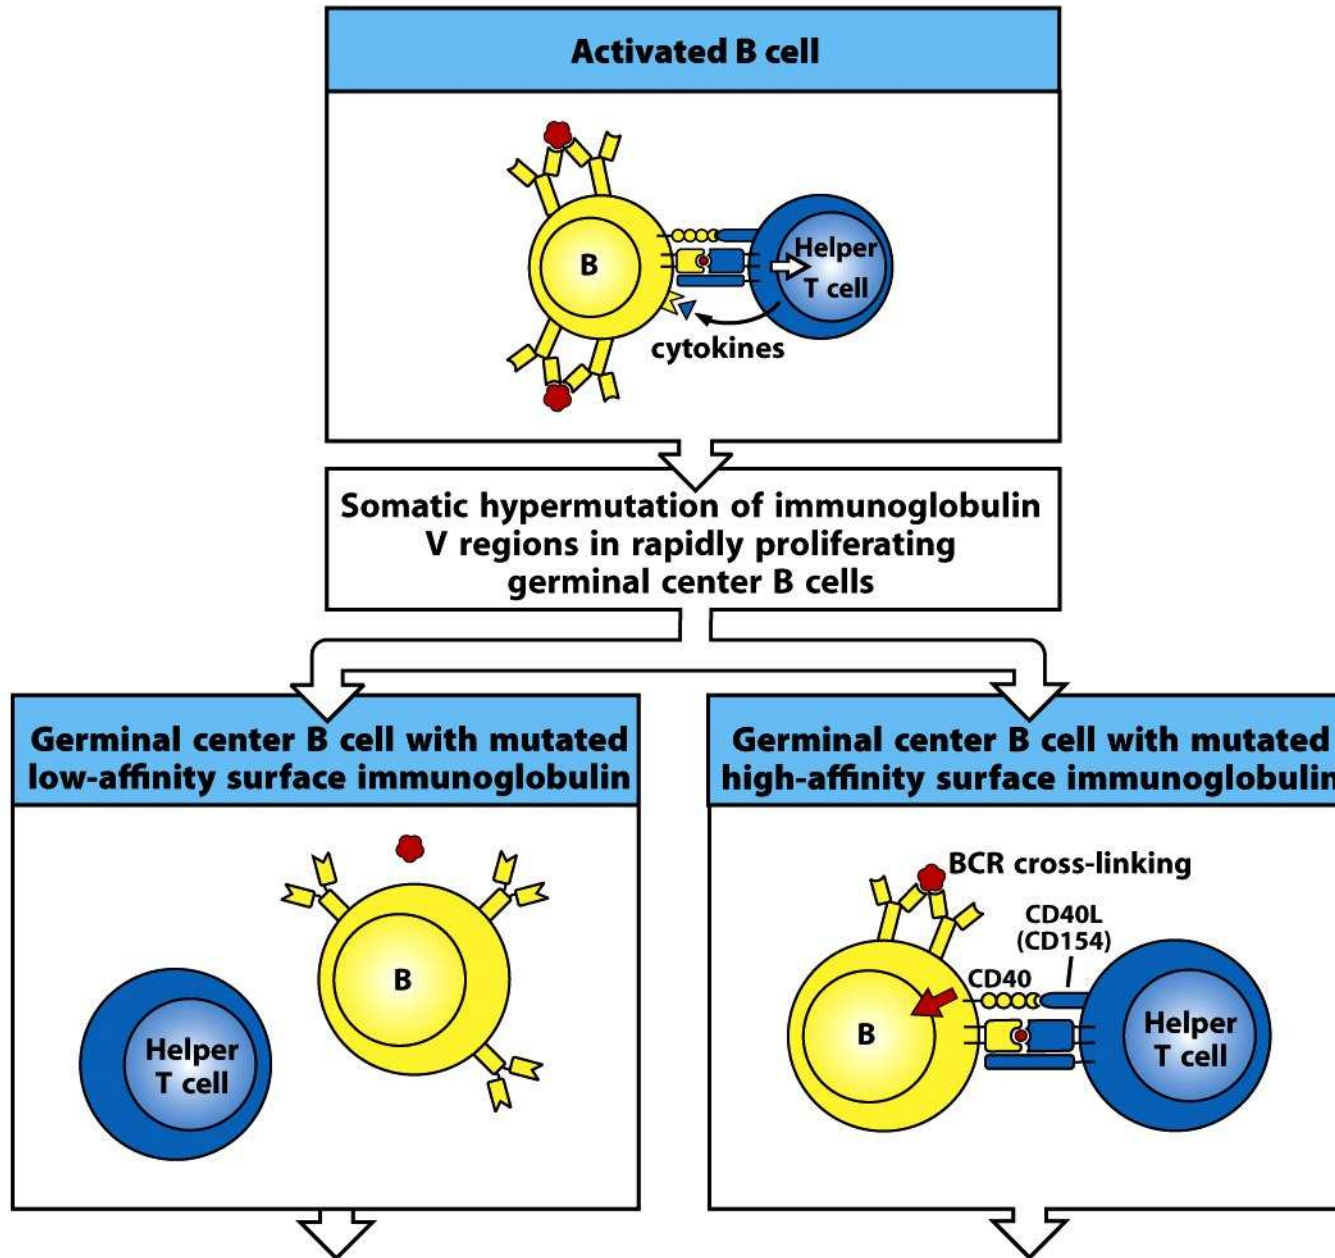 Activated B cell
B
Helper
T cell
cytokines
Somatic hypermutation of immunoglobulin
V regions in rapidly proliferating
germinal center B cells
Germinal center B cell with mutated
low-affinity surface immunoglobulin
B
Helper
T cell
Germinal center B cell with mutated
high-affinity surface immunoglobulin
BCR cross-linking
CD40L
(CD154)
CD40
B
Helper
T cell